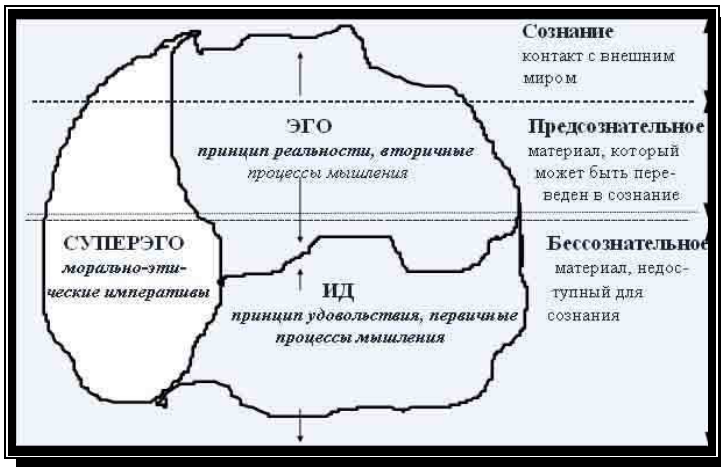 Сознание
контакт с внешним
миром
ЭГО
принцип реальности, вторичные
процессы мышления
Предсознательное
материал, который
может быть пере-
веден в сознание
СУПЕРЭГО
морально-эти-
ческие императивы
ИД
принцип удовольствия, первичные
процессы мышления
Бессознательное
материал, недос-
тупный для
сознания